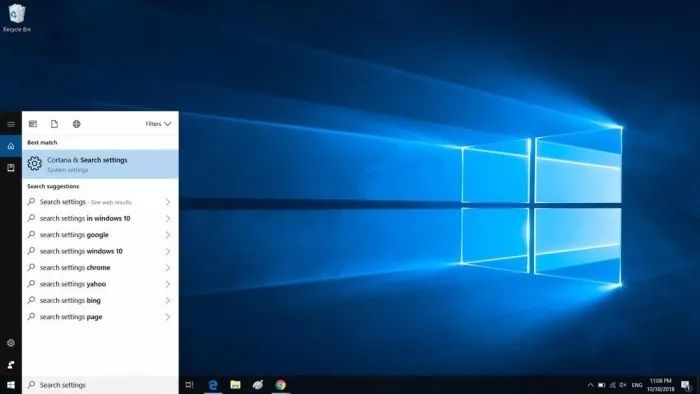 Recycle Bin
Filters
Best match
Cortana & Search settings
System settings
Search suggestions
Search settings - See web results
search settings in windows 10
search settings google
search settings windows 10
search settings chrome
search settings yahoo
search settings bing
search settings page
Search settings
ENG
11:08 PM
10/30/2018